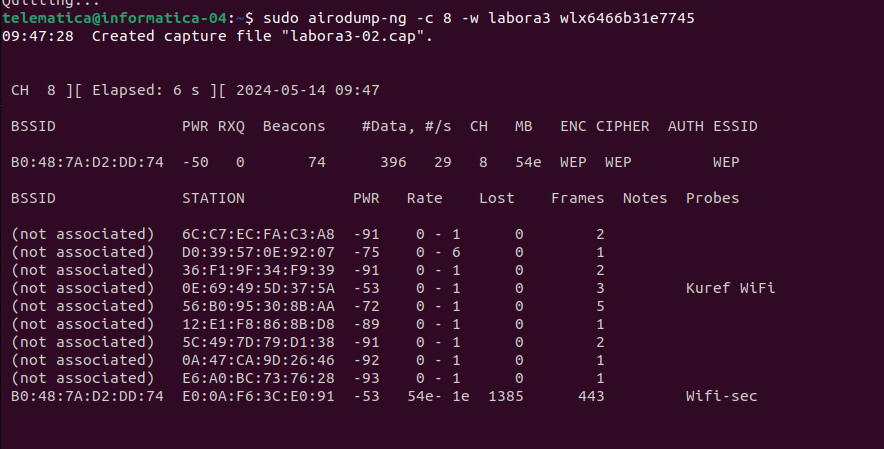 Quitting...
telematica@informatica-04:~$ sudo airodump-ng -c 8 -w labora3 wlx6466b31e7745
09:47:28  Created capture file "labora3-02.cap".
CH  8 ][ Elapsed: 6 s ][ 2024-05-14 09:47
BSSID              PWR RXQ  Beacons    #Data, #/s  CH   MB   ENC CIPHER  AUTH ESSID
B0:48:7A:D2:DD:74  -50   0       74      396   29   8   54e  WEP  WEP         WEP
BSSID              STATION            PWR   Rate    Lost    Frames  Notes  Probes
(not associated)   6C:C7:EC:FA:C3:A8  -91    0 - 1      0        2
(not associated)   D0:39:57:0E:92:07  -75    0 - 6      0        1
(not associated)   36:F1:9F:34:F9:39  -91    0 - 1      0        2
(not associated)   0E:69:49:5D:37:5A  -53    0 - 1      0        3         Kuref WiFi
(not associated)   56:B0:95:30:8B:AA  -72    0 - 1      0        5
(not associated)   12:E1:F8:86:8B:D8  -89    0 - 1      0        1
(not associated)   5C:49:7D:79:D1:38  -91    0 - 1      0        2
(not associated)   0A:47:CA:9D:26:46  -92    0 - 1      0        1
(not associated)   E6:A0:BC:73:76:28  -93    0 - 1      0        1
B0:48:7A:D2:DD:74  E0:0A:F6:3C:E0:91  -53   54e- 1e  1385      443         Wifi-sec